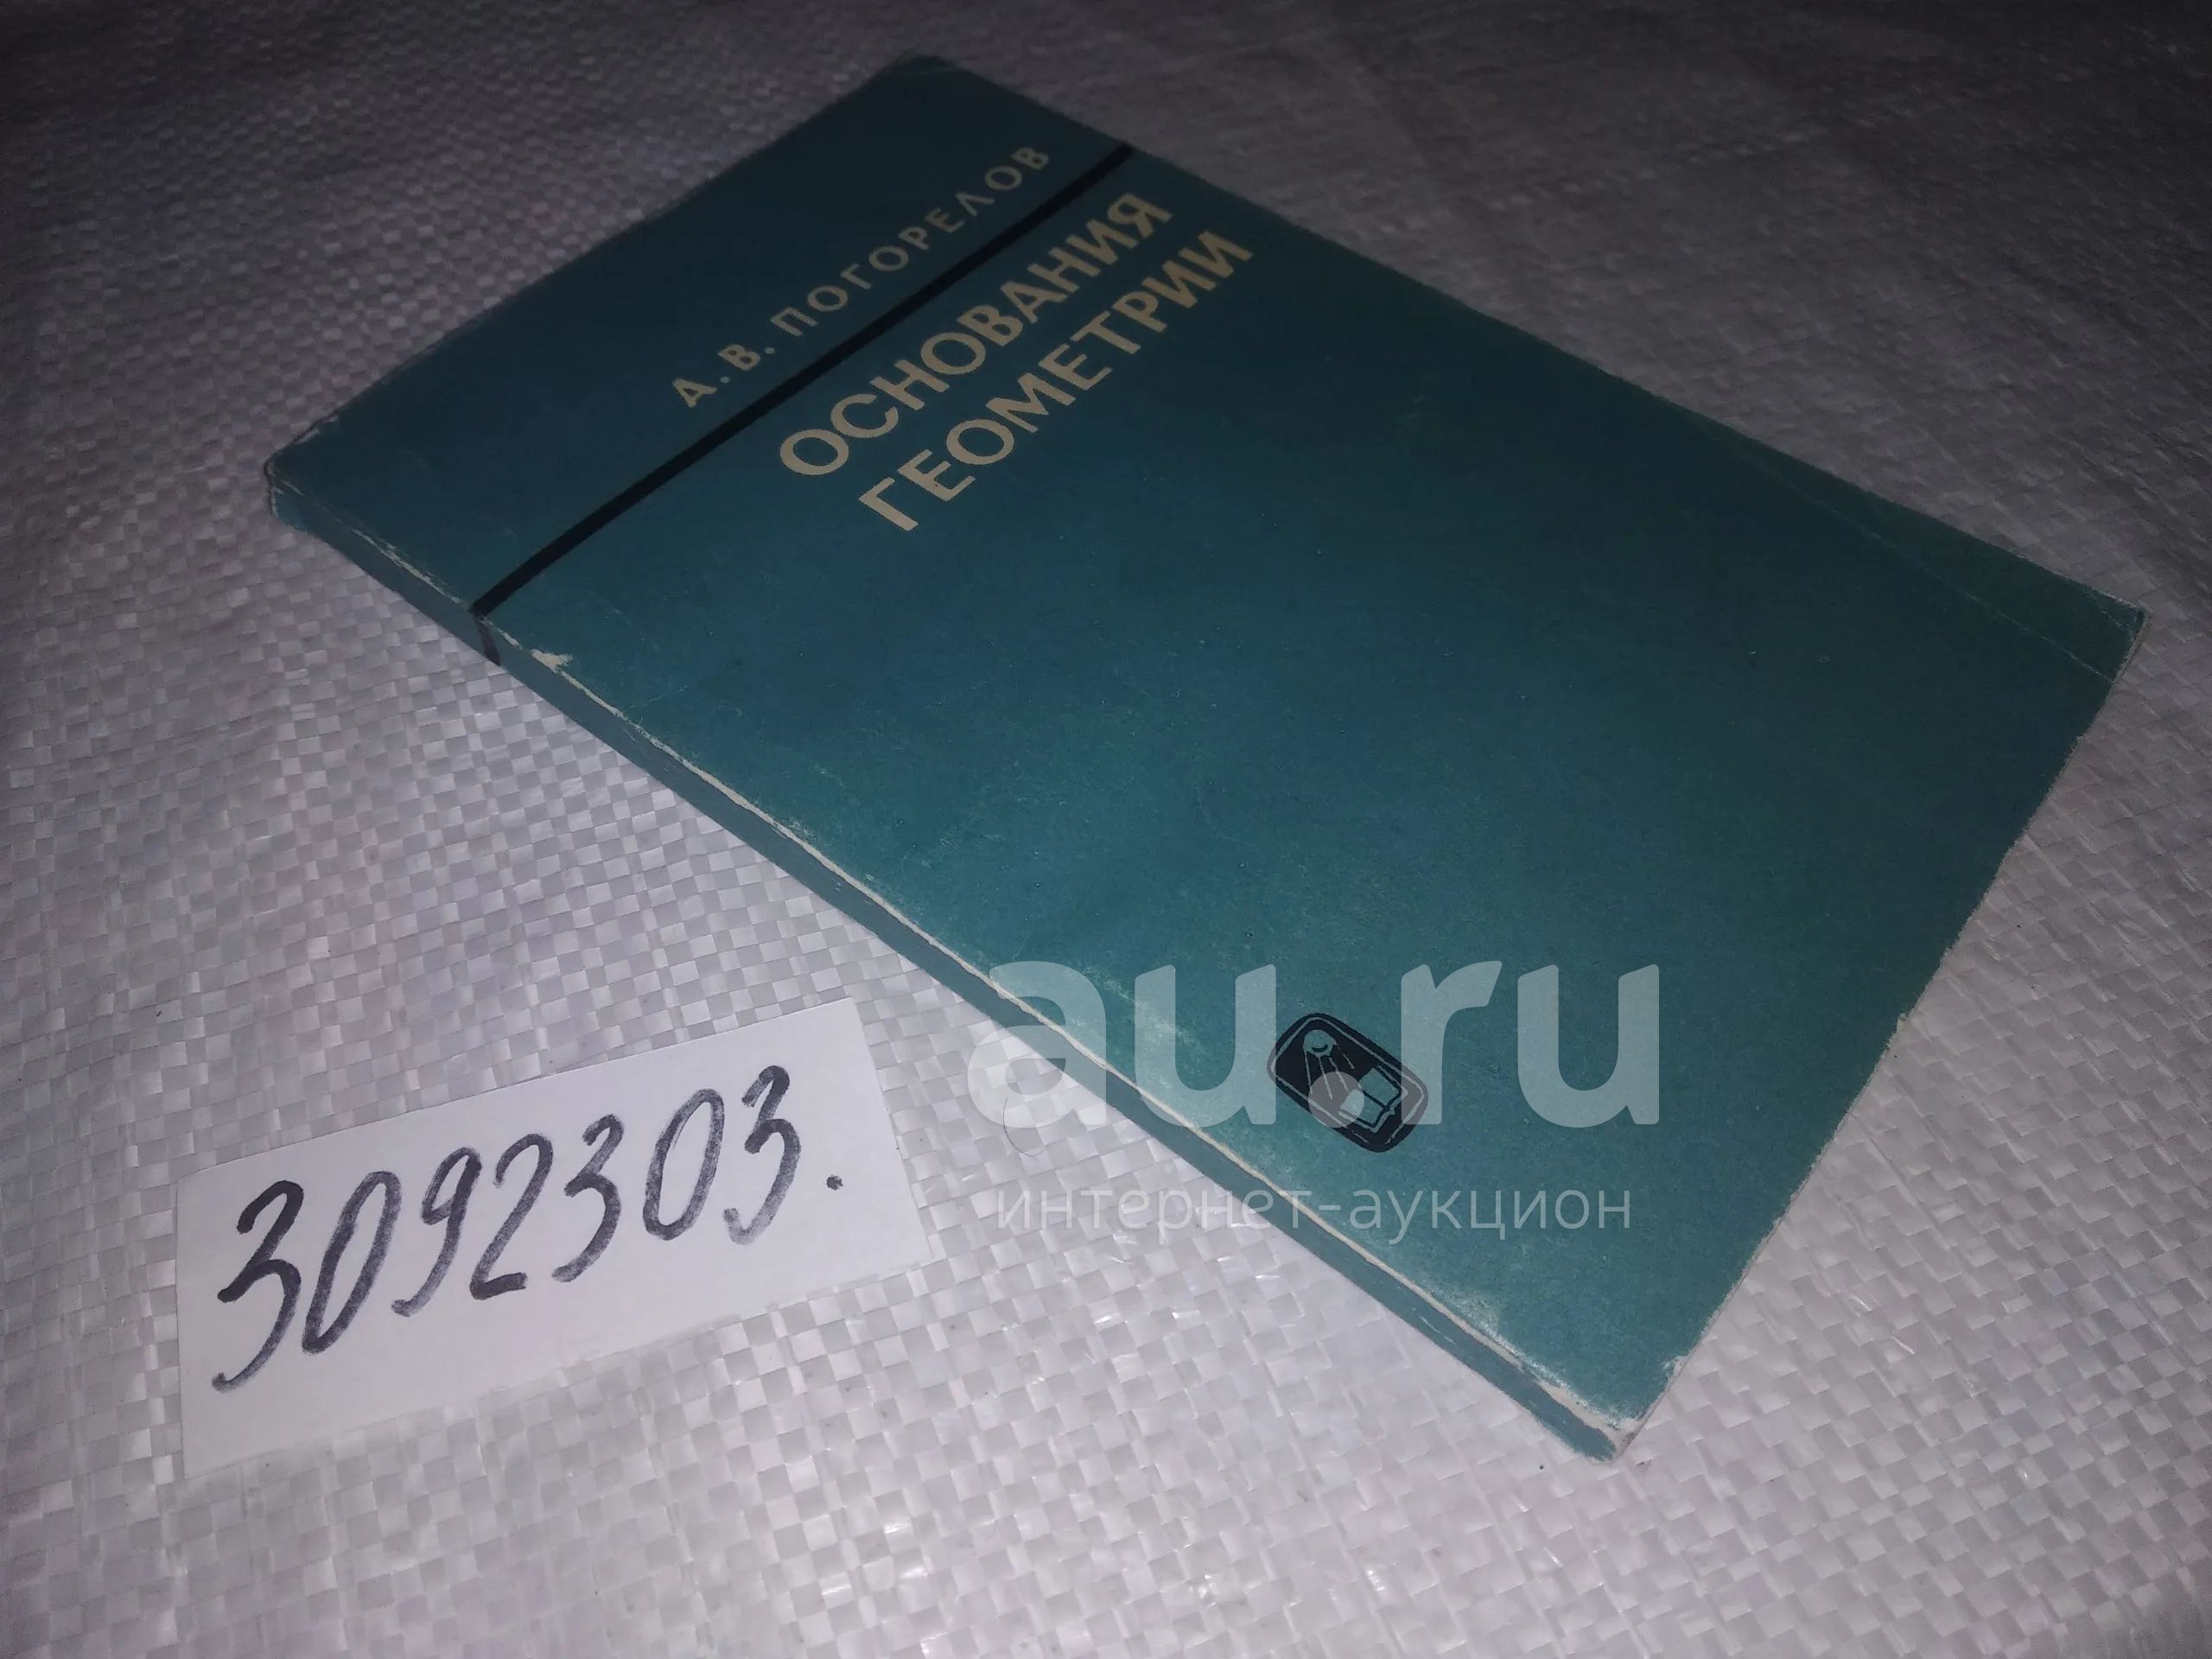 А. В. ПОГОРЕЛОВ
ОСНОВАНИЯ
ГЕОМЕТРИИ
au.ru
интернет-аукцион
3092303.